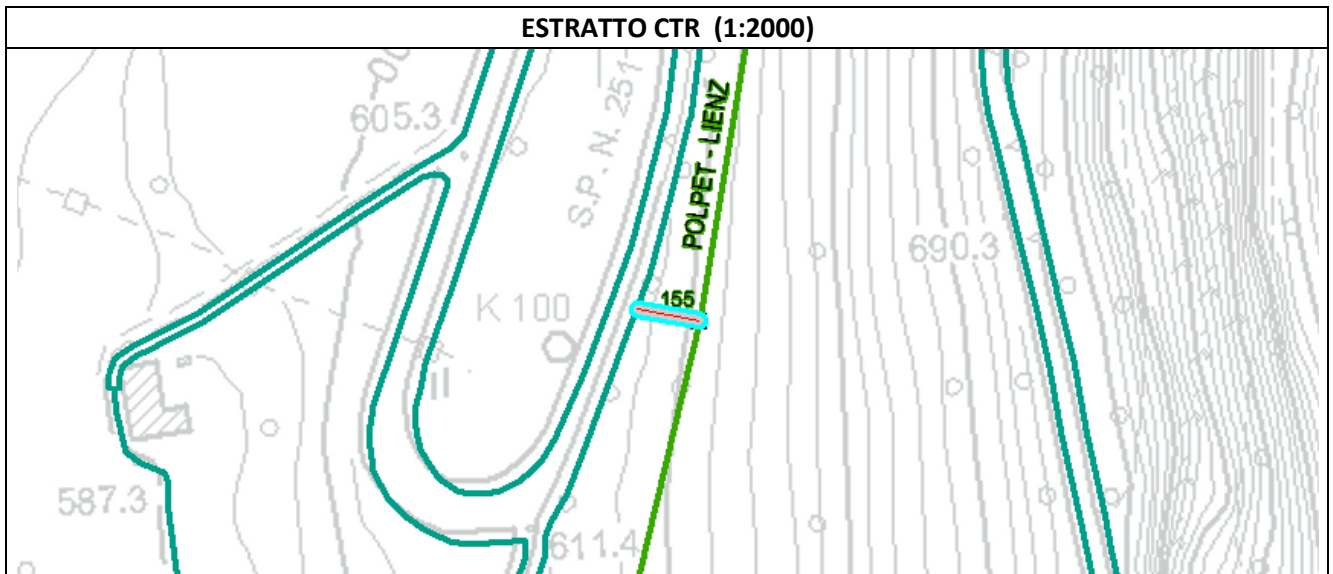 ESTRATTO CTR (1:2000)
605.3
S.P. N. 251
POLPET - LIENZ
690.3
155
K 100
587.3
611.4